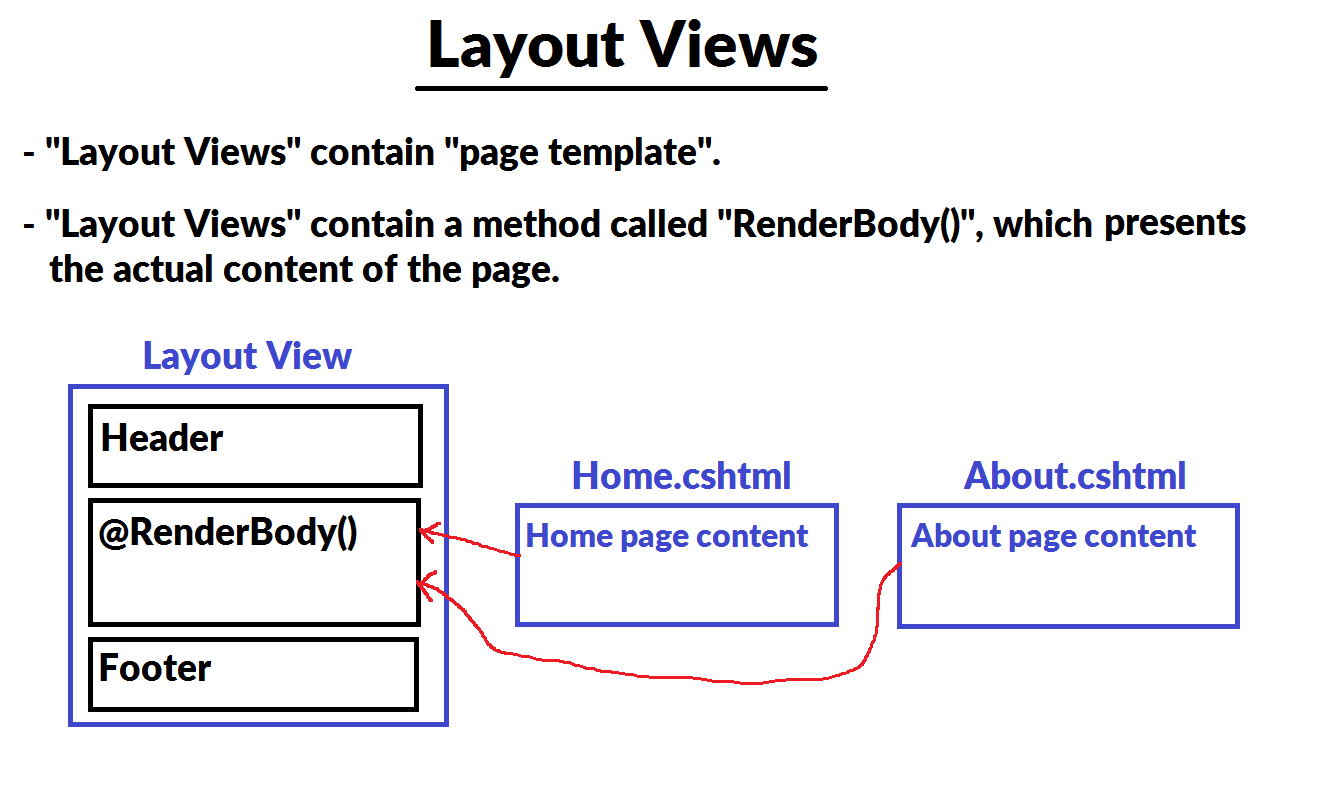 Layout Views
- "Layout Views" contain "page template".
- "Layout Views" contain a method called "RenderBody()", which presents
the actual content of the page.
Layout View
Header
@RenderBody()
Footer
Home.cshtml
Home page content
About.cshtml
About page content